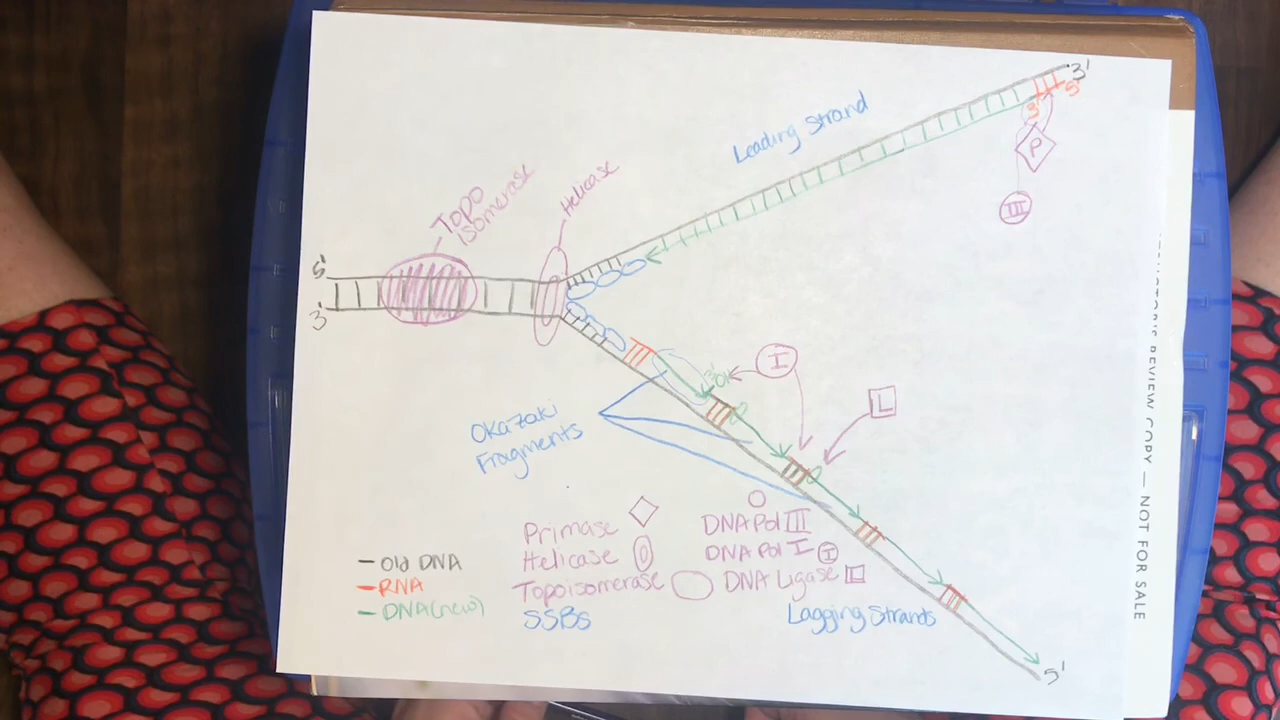 3'
5'
3'
Leading Strand
P
III
Helicase
Topo
isomerase
5'
3'
I
L
Okazaki
Fragments
Primase
Helicase
Topoisomerase
SSBs
DNA Pol III
DNA Pol I I
DNA Ligase L
Old DNA
RNA
DNA (new)
Lagging Strands
5'
REVIEW COPY — NOT FOR SALE